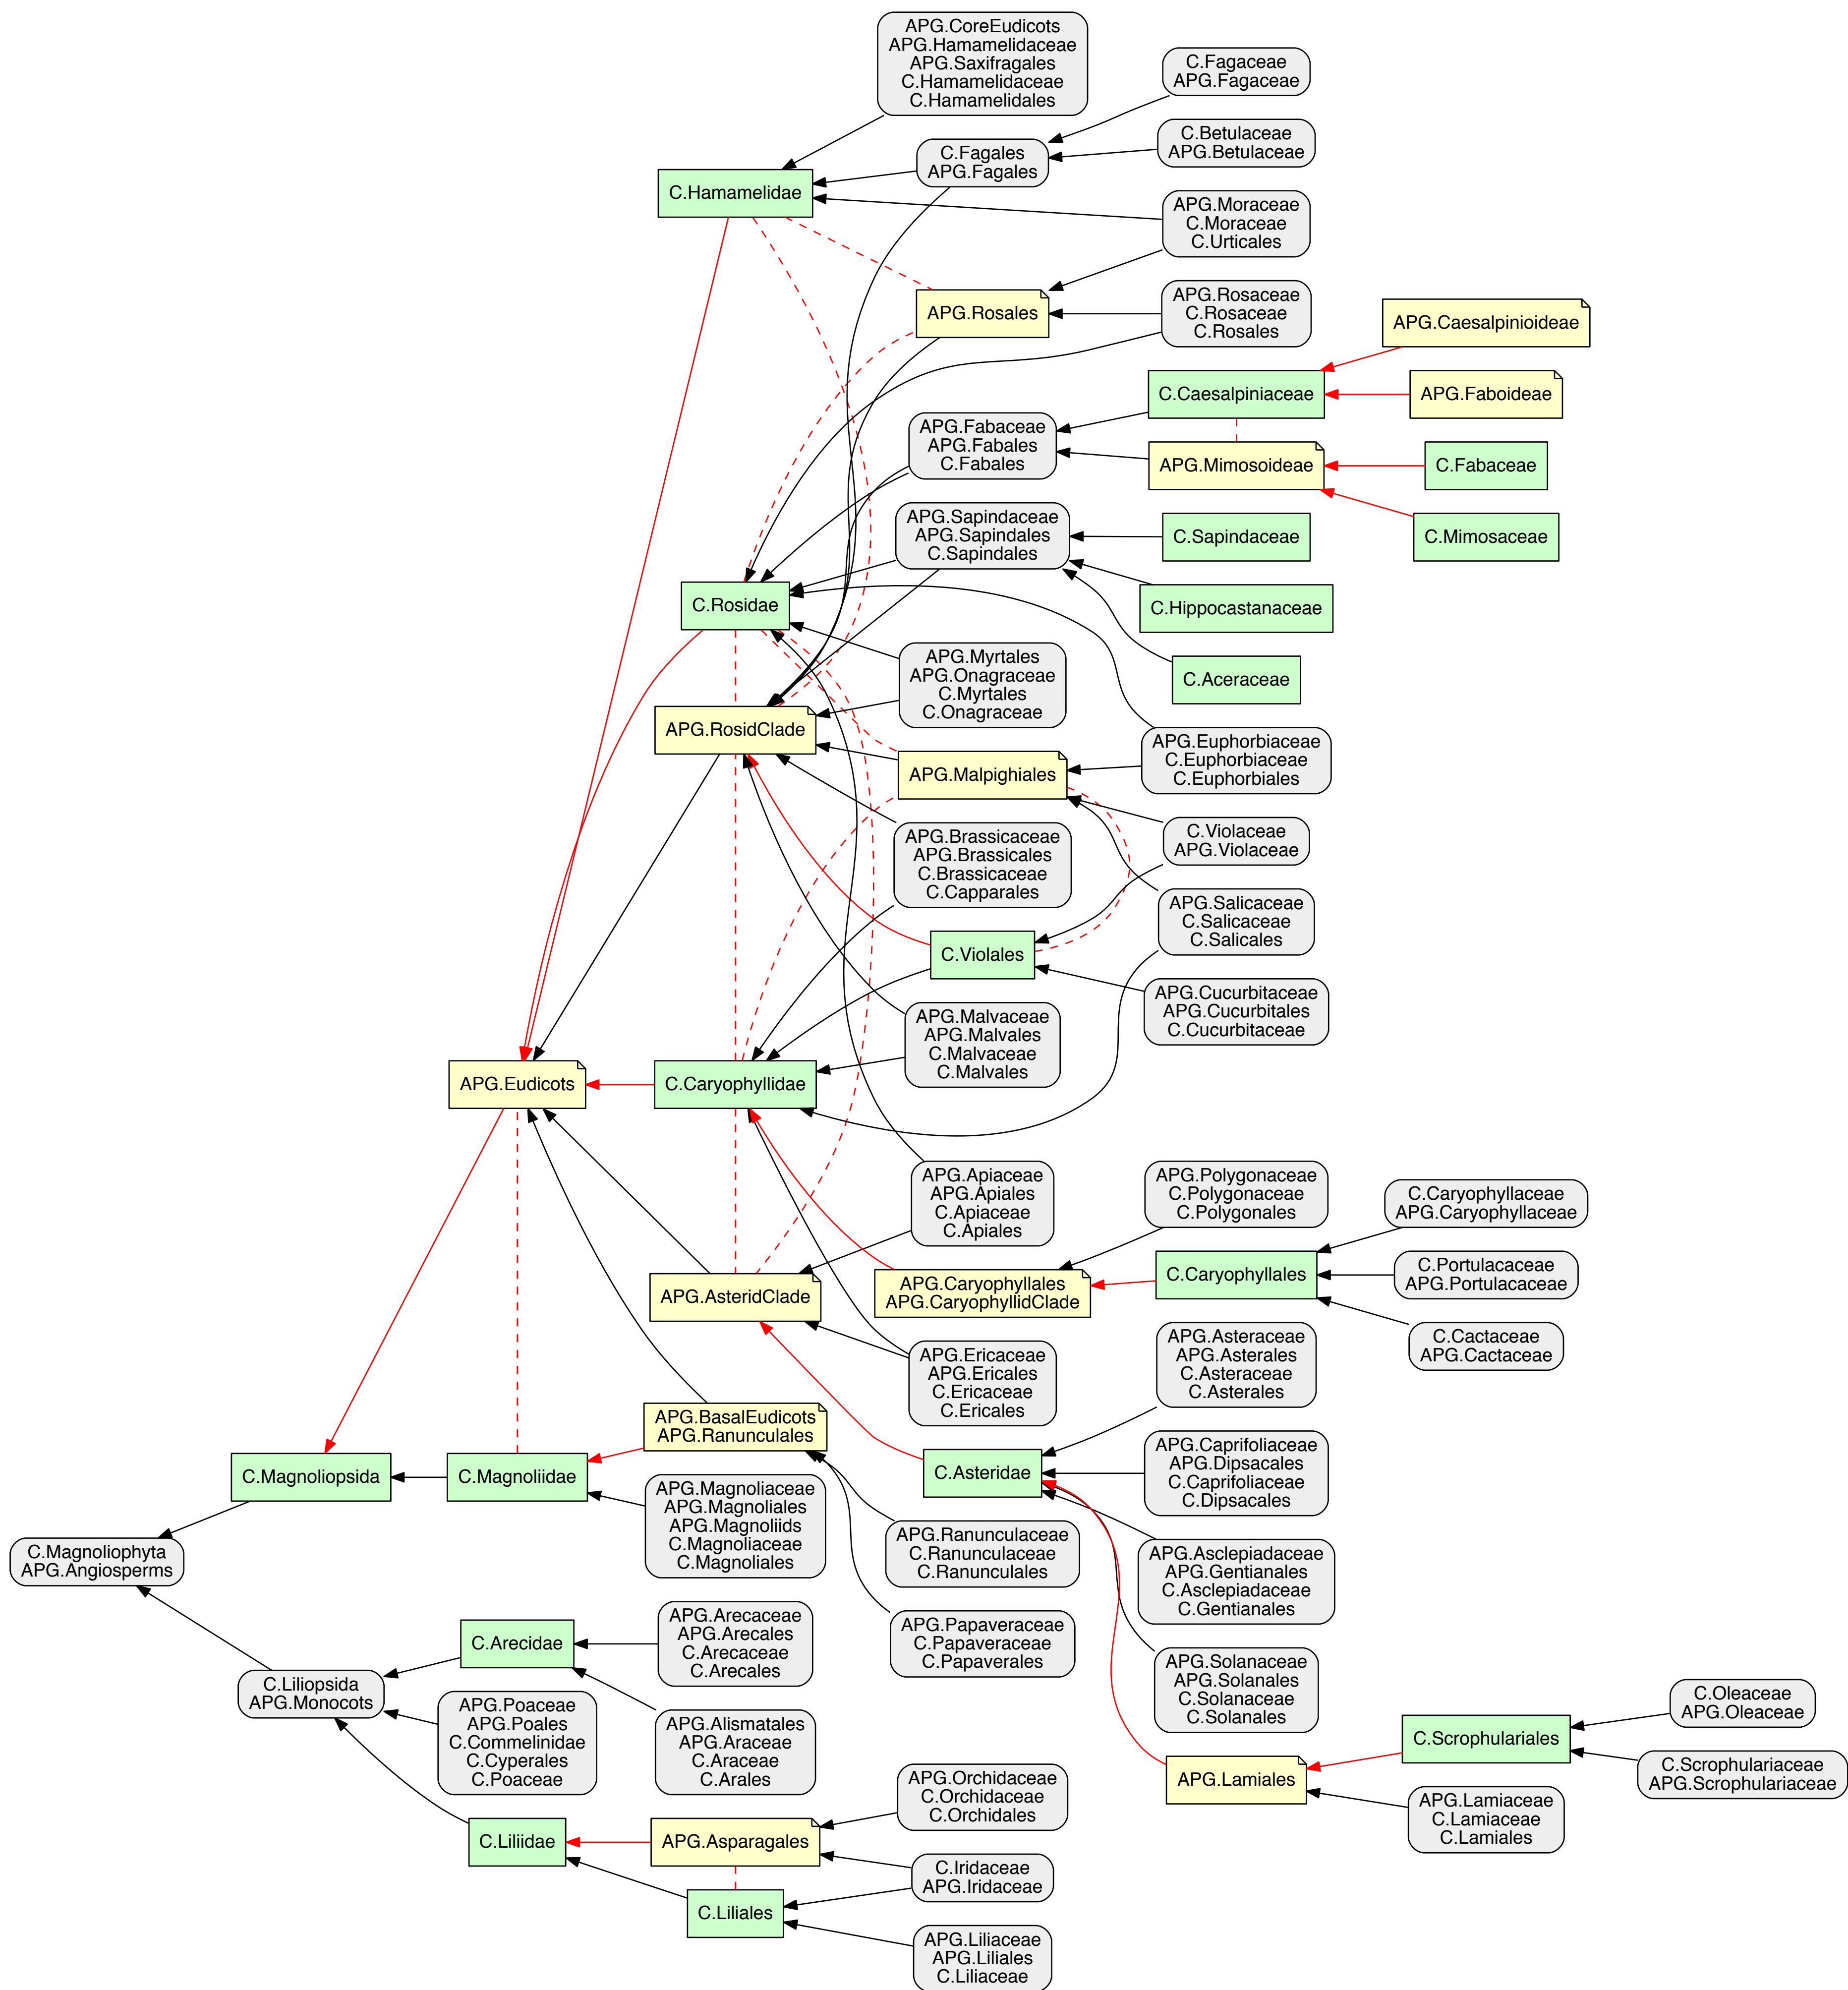 APG.CoreEudicots
APG.Hamamelidaceae
APG.Saxifragales
C.Hamamelidaceae
C.Hamamelidales
C.Fagaceae
APG.Fagaceae
C.Betulaceae
APG.Betulaceae
C.Fagales
APG.Fagales
C.Hamamelidae
APG.Moraceae
C.Moraceae
C.Urticales
APG.Rosales
APG.Rosaceae
C.Rosaceae
C.Rosales
APG.Caesalpinioideae
C.Caesalpiniaceae
APG.Faboideae
APG.Fabaceae
APG.Fabales
C.Fabales
APG.Mimosoideae
C.Fabaceae
APG.Sapindaceae
APG.Sapindales
C.Sapindales
C.Sapindaceae
C.Mimosaceae
C.Rosidae
C.Hippocastanaceae
APG.Myrtales
APG.Onagraceae
C.Myrtales
C.Onagraceae
C.Aceraceae
APG.RosidClade
APG.Malpighiales
APG.Euphorbiaceae
C.Euphorbiaceae
C.Euphorbiales
APG.Brassicaceae
APG.Brassicales
C.Brassicaceae
C.Capparales
C.Violaceae
APG.Violaceae
APG.Salicaceae
C.Salicaceae
C.Salicales
C.Violales
APG.Cucurbitaceae
APG.Cucurbitales
C.Cucurbitaceae
APG.Malvaceae
APG.Malvales
C.Malvaceae
C.Malvales
APG.Eudicots
C.Caryophyllidae
APG.Apiaceae
APG.Apiales
C.Apiaceae
C.Apiales
APG.Polygonaceae
C.Polygonaceae
C.Polygonales
C.Caryophyllaceae
APG.Caryophyllaceae
APG.AsteridClade
APG.Caryophyllales
APG.CaryophyllidClade
C.Caryophyllales
C.Portulacaceae
APG.Portulacaceae
C.Cactaceae
APG.Cactaceae
APG.Ericaceae
APG.Ericales
C.Ericaceae
C.Ericales
APG.Asteraceae
APG.Asterales
C.Asteraceae
C.Asterales
APG.BasalEudicots
APG.Ranunculales
C.Magnoliopsida
C.Magnoliidae
C.Asteridae
APG.Caprifoliaceae
APG.Dipsacales
C.Caprifoliaceae
C.Dipsacales
APG.Magnoliaceae
APG.Magnoliales
APG.Magnoliids
C.Magnoliaceae
C.Magnoliales
C.Magnoliophyta
APG.Angiosperms
APG.Ranunculaceae
C.Ranunculaceae
C.Ranunculales
APG.Asclepiadaceae
APG.Gentianales
C.Asclepiadaceae
C.Gentianales
C.Arecidae
APG.Arecaceae
APG.Arecales
C.Arecaceae
C.Arecales
APG.Papaveraceae
C.Papaveraceae
C.Papaverales
APG.Solanaceae
APG.Solanales
C.Solanaceae
C.Solanales
C.Liliopsida
APG.Monocots
APG.Poaceae
APG.Poales
C.Commelinidae
C.Cyperales
C.Poaceae
APG.Alismatales
APG.Araceae
C.Araceae
C.Arales
C.Oleaceae
APG.Oleaceae
C.Scrophulariales
C.Scrophulariaceae
APG.Scrophulariaceae
APG.Lamiales
APG.Lamiaceae
C.Lamiaceae
C.Lamiales
APG.Orchidaceae
C.Orchidaceae
C.Orchidales
C.Liliidae
APG.Asparagales
C.Iridaceae
APG.Iridaceae
C.Liliales
APG.Liliaceae
APG.Liliales
C.Liliaceae